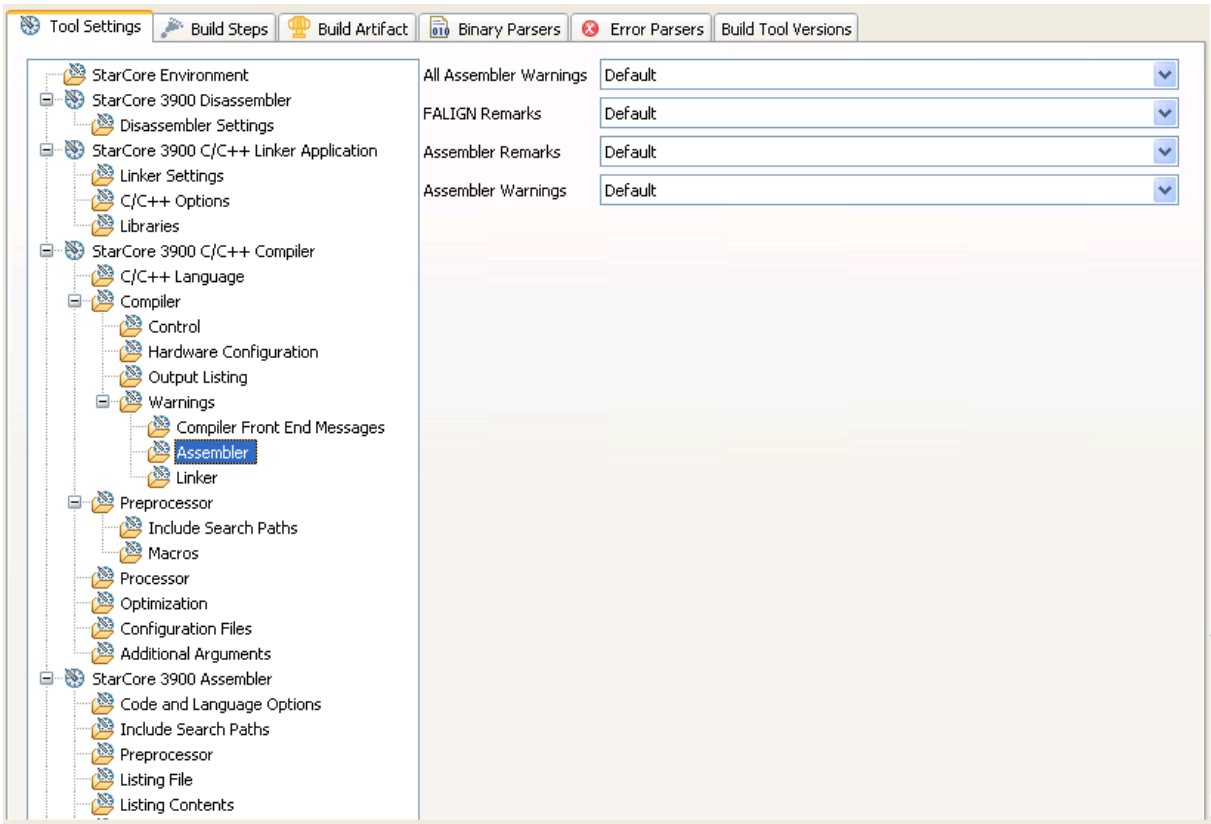 Tool Settings Build Steps Build Artifact Binary Parsers Error Parsers Build Tool Versions
StarCore Environment
StarCore 3900 Disassembler
Disassembler Settings
StarCore 3900 C/C++ Linker Application
Linker Settings
C/C++ Options
Libraries
StarCore 3900 C/C++ Compiler
C/C++ Language
Compiler
Control
Hardware Configuration
Output Listing
Warnings
Compiler Front End Messages
Assembler
Linker
Preprocessor
Include Search Paths
Macros
Processor
Optimization
Configuration Files
Additional Arguments
StarCore 3900 Assembler
Code and Language Options
Include Search Paths
Preprocessor
Listing File
Listing Contents
All Assembler Warnings Default
FALIGN Remarks Default
Assembler Remarks Default
Assembler Warnings Default